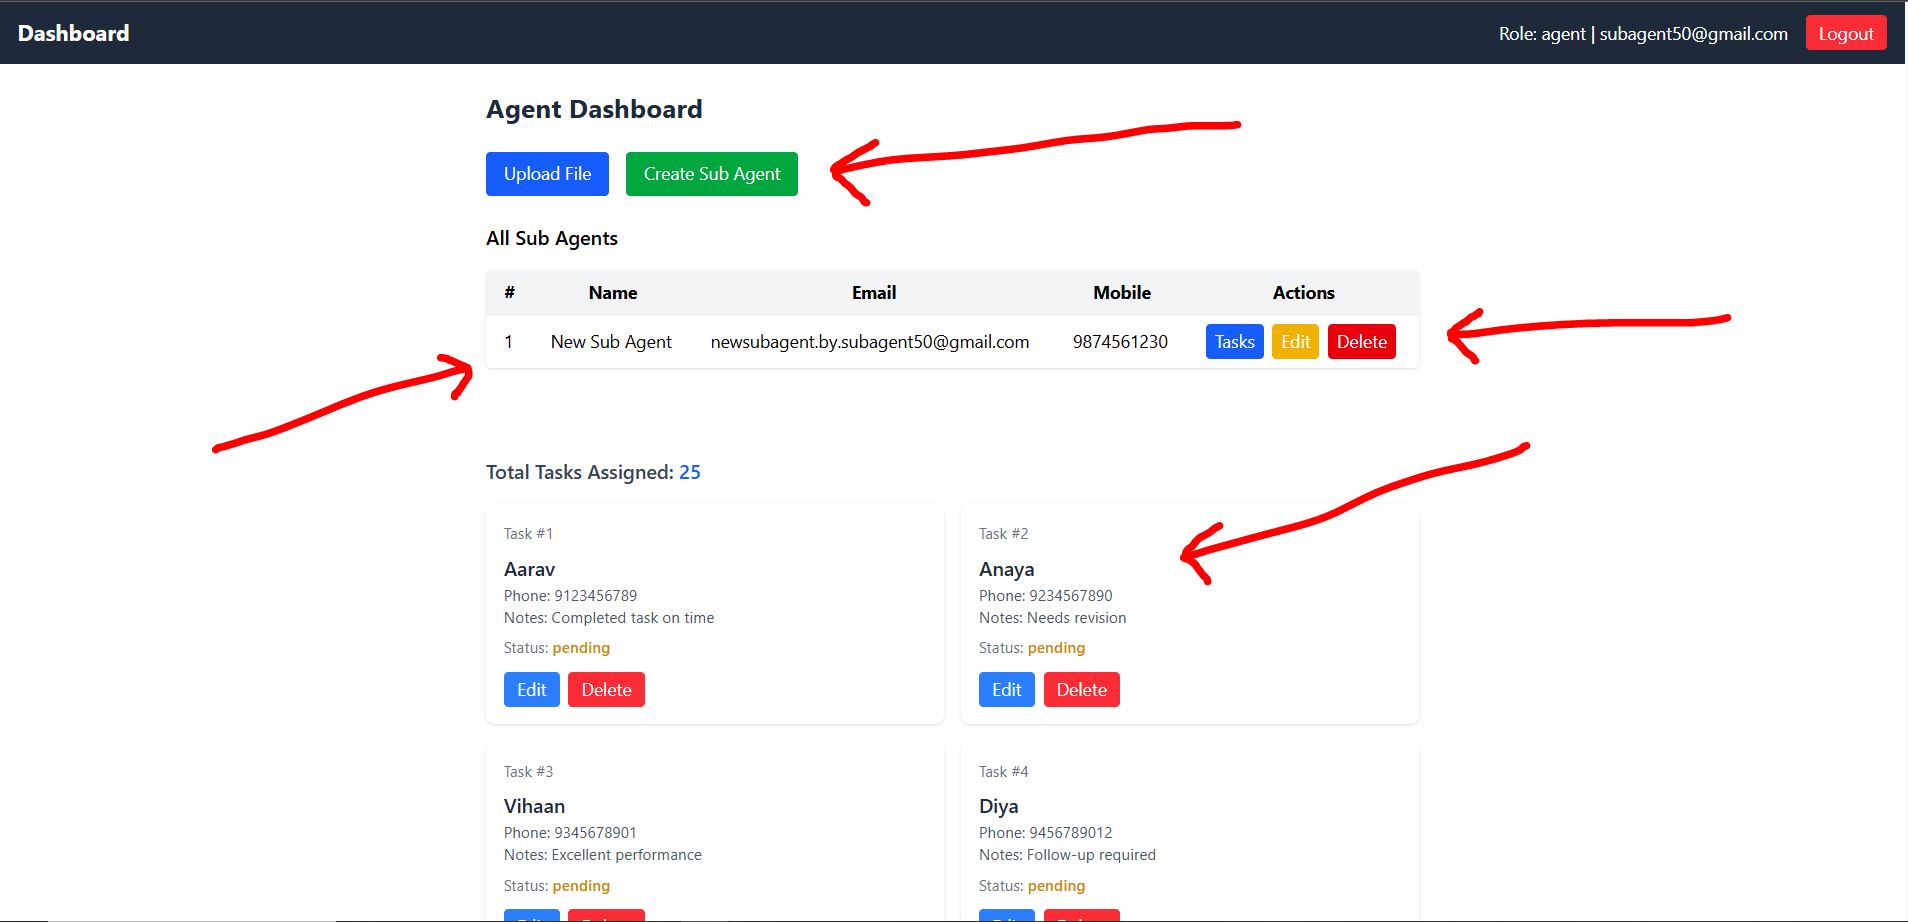 Dashboard
Role: agent | subagent50@gmail.com
Logout
Agent Dashboard
Upload File
Create Sub Agent
All Sub Agents
# Name Email Mobile Actions
1 New Sub Agent newsubagent.by.subagent50@gmail.com 9874561230 Tasks Edit Delete
Total Tasks Assigned: 25
Task #1
Aarav
Phone: 9123456789
Notes: Completed task on time
Status: pending
Edit Delete
Task #2
Anaya
Phone: 9234567890
Notes: Needs revision
Status: pending
Edit Delete
Task #3
Vihaan
Phone: 9345678901
Notes: Excellent performance
Status: pending
Task #4
Diya
Phone: 9456789012
Notes: Follow-up required
Status: pending